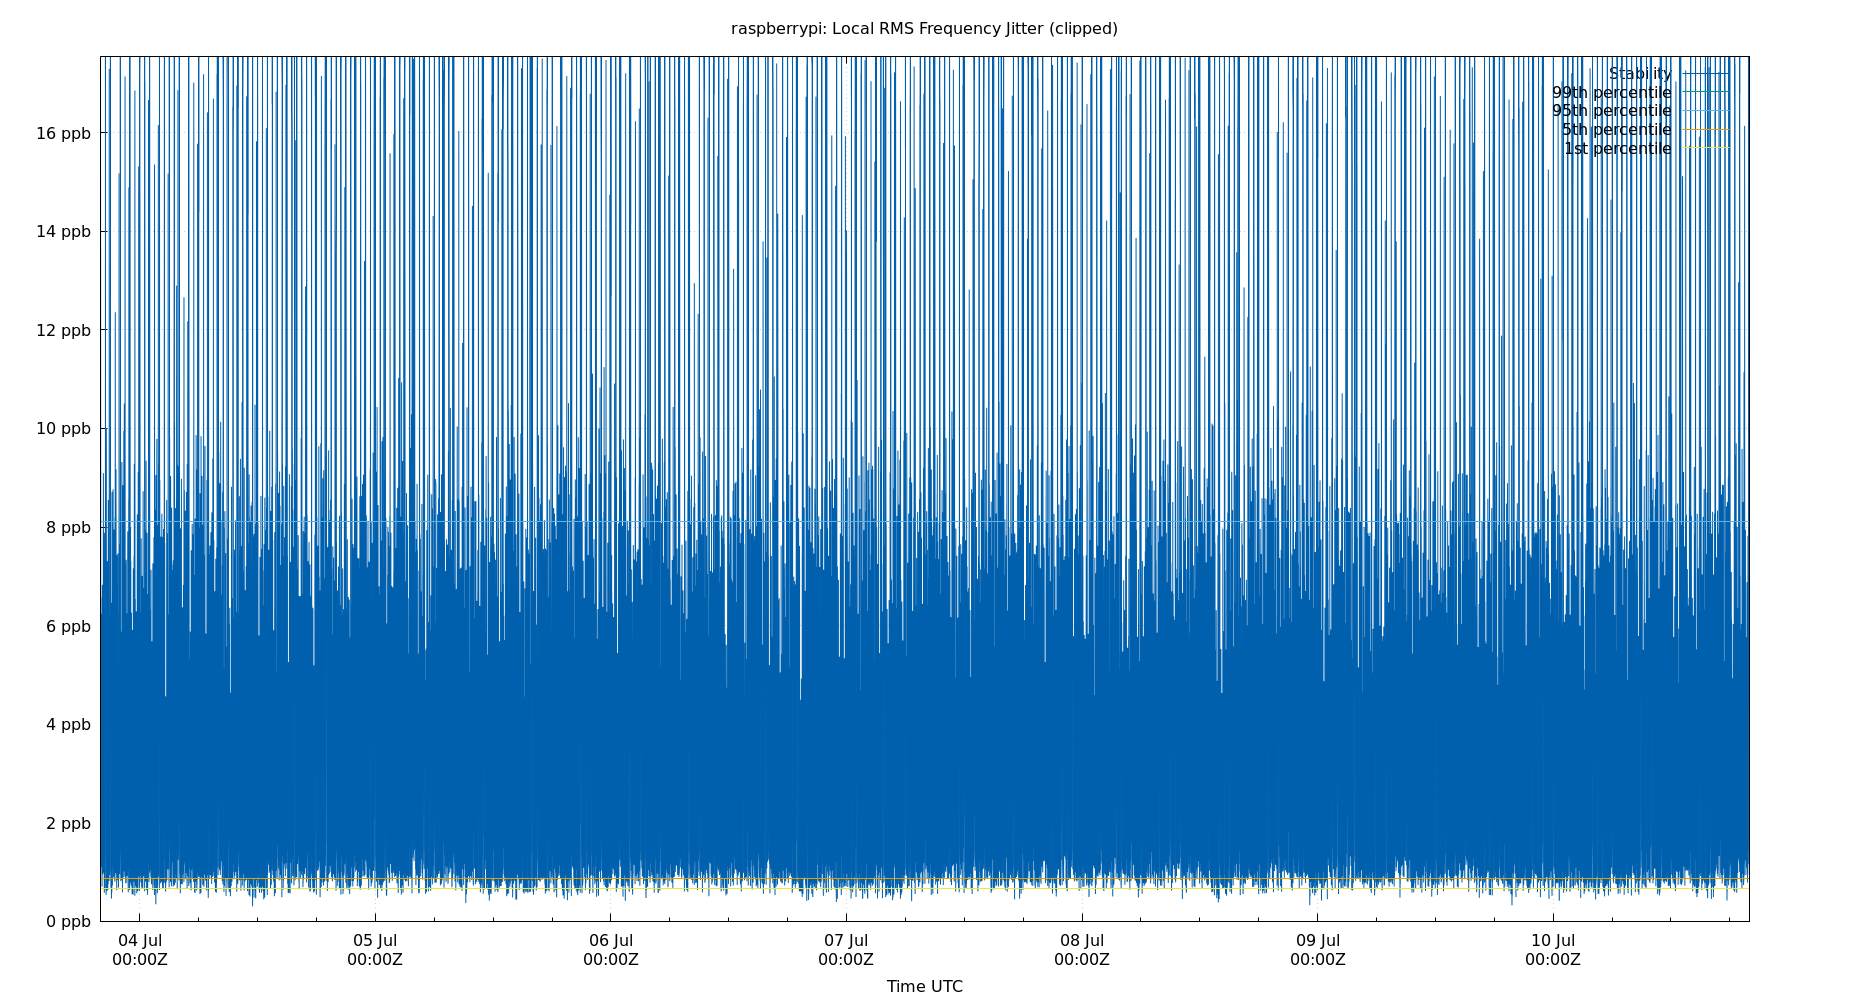 raspberrypi: Local RMS Frequency Jitter (clipped)
Stability
99th percentile
95th percentile
5th percentile
1st percentile
16 ppb
14 ppb
12 ppb
10 ppb
8 ppb
6 ppb
4 ppb
2 ppb
0 ppb
04 Jul
00:00Z
05 Jul
00:00Z
06 Jul
00:00Z
07 Jul
00:00Z
08 Jul
00:00Z
09 Jul
00:00Z
10 Jul
00:00Z
Time UTC